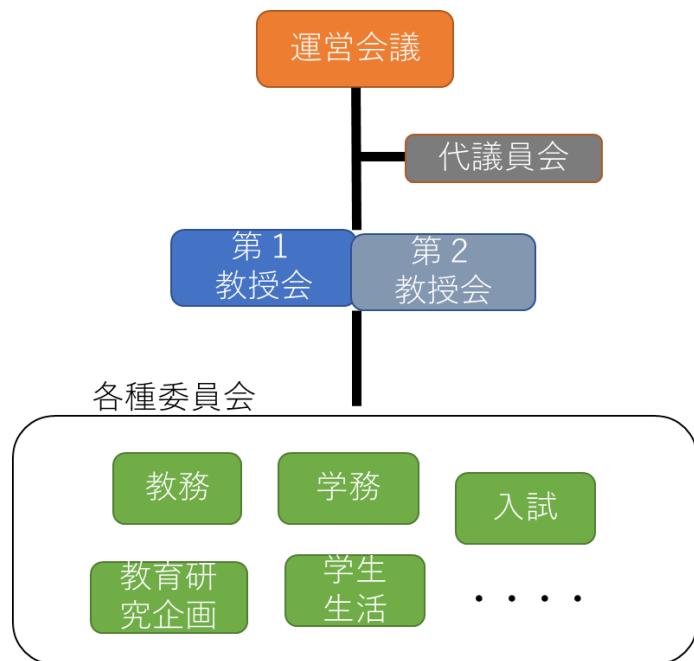 運営会議
代議員会
第１
教授会
第２
教授会
各種委員会
教務
学務
入試
教育研
究企画
学生
生活
・・・・